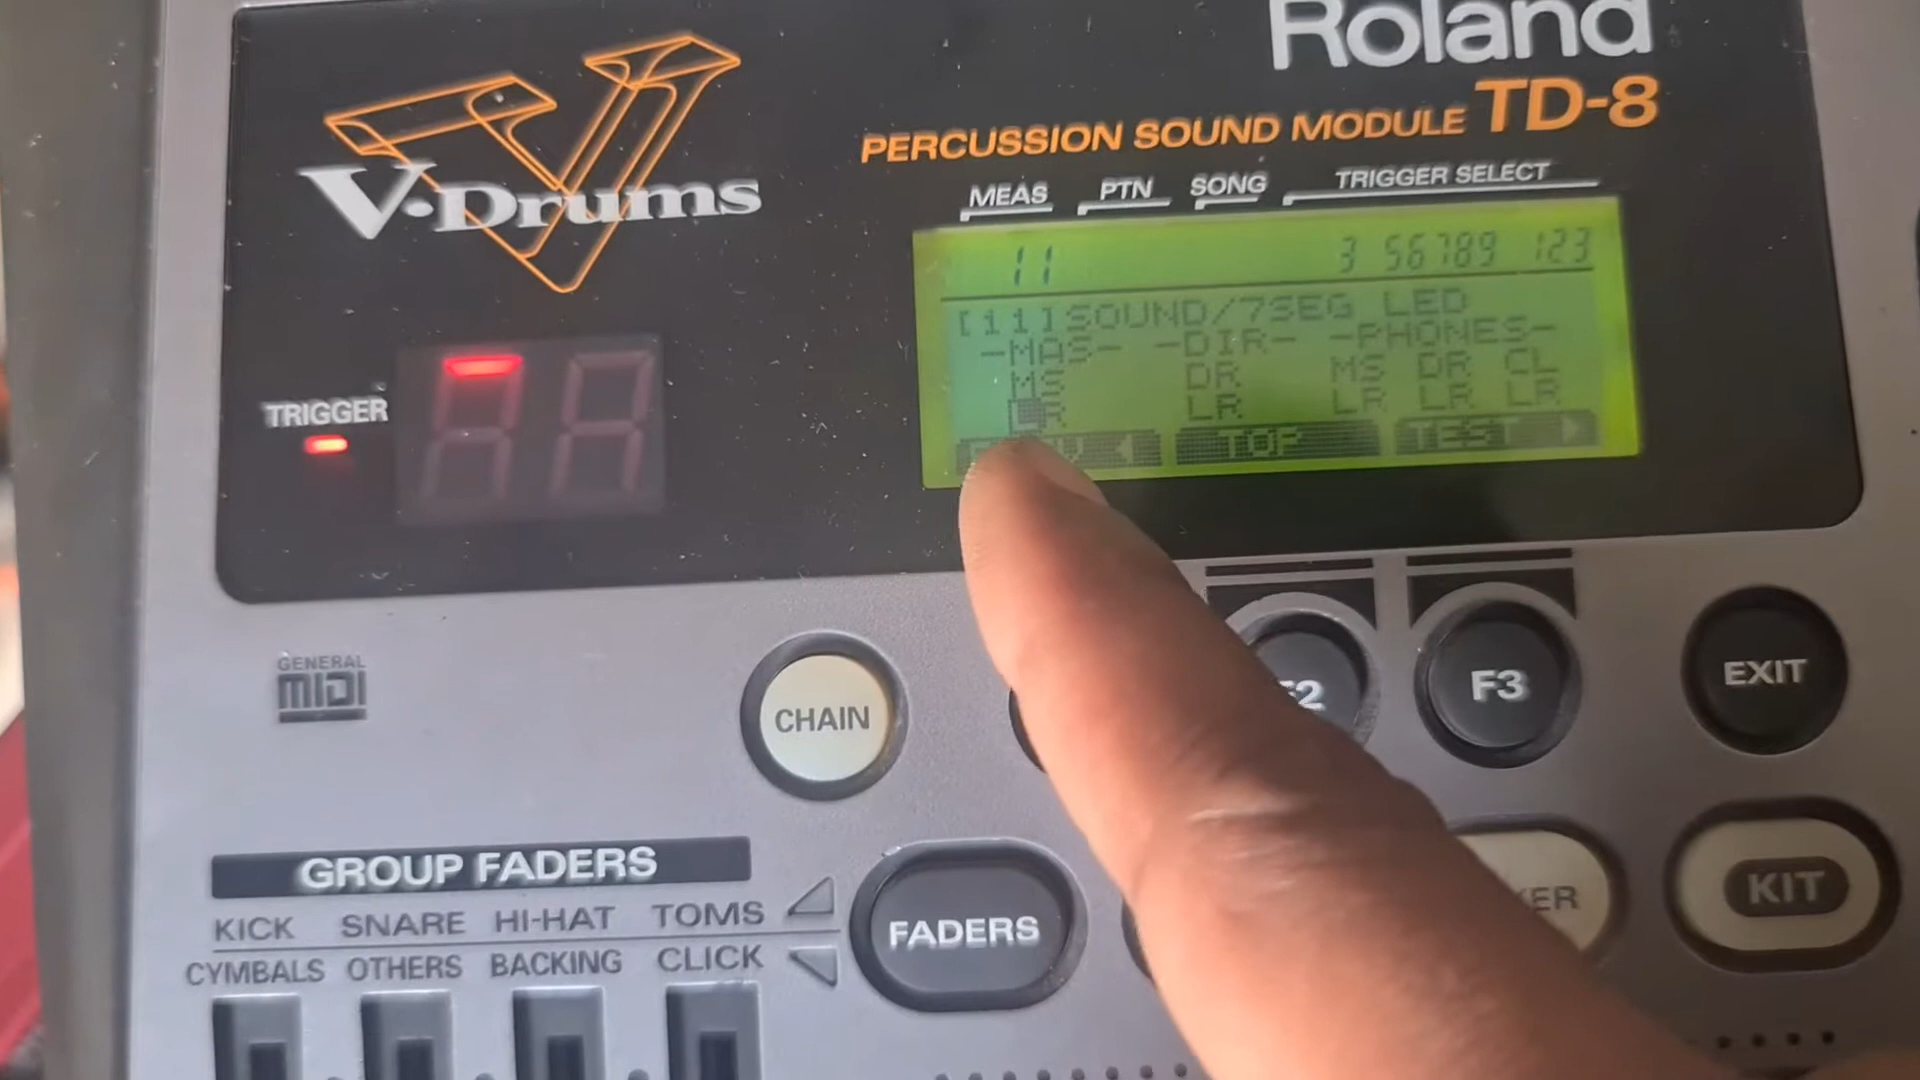 Roland
PERCUSSION SOUND MODULE TD-8
V-Drums
MEAS PTN SONG TRIGGER SELECT
11 3 56789 123
[11]SOUND/7SEG LED
-MAS- -DIR- -PHONES-
MS DR MS DR CL
LR LR LR LR LR
TOP TEST
TRIGGER
GENERAL
MIDI
CHAIN
F2
F3
EXIT
GROUP FADERS
KICK SNARE HI-HAT TOMS
CYMBALS OTHERS BACKING CLICK
FADERS
KIT